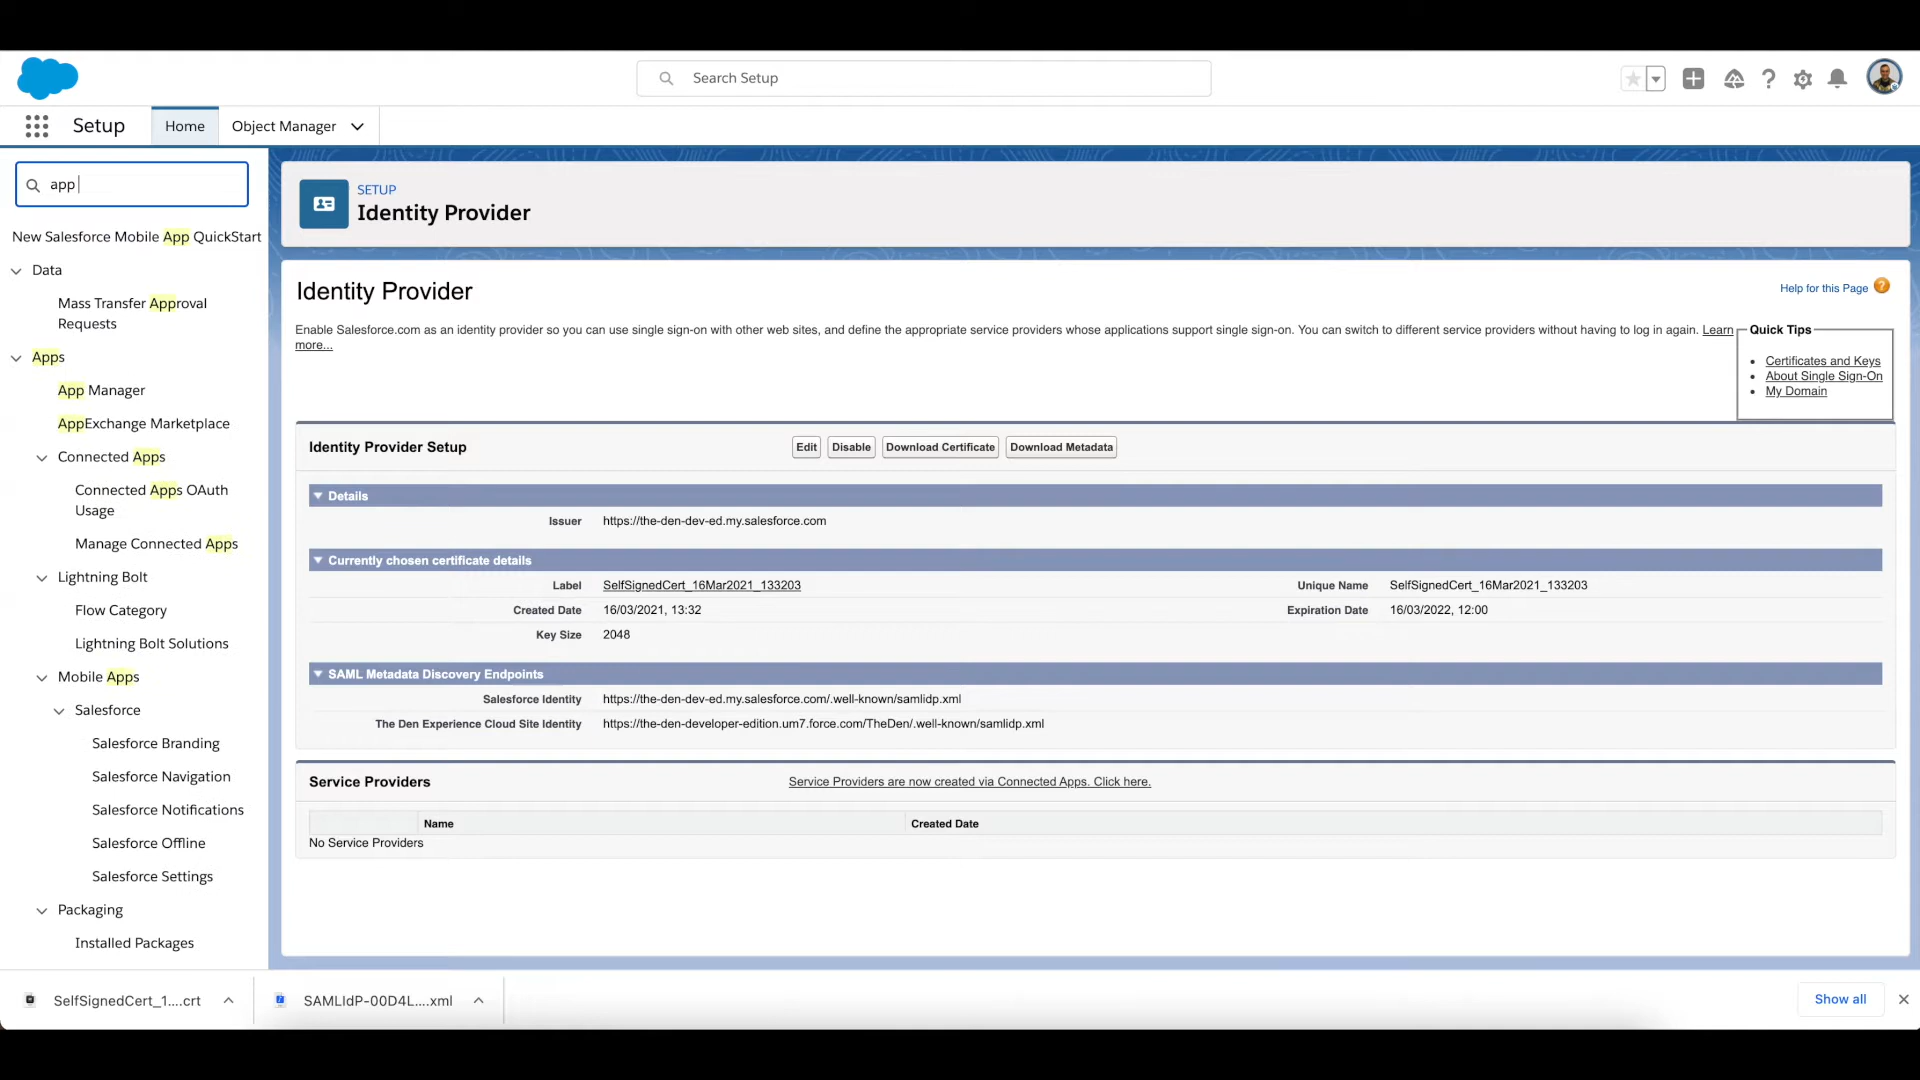 Search Setup
Setup
Home
Object Manager
app
New Salesforce Mobile App QuickStart
Data
Mass Transfer Approval
Requests
Apps
App Manager
AppExchange Marketplace
Connected Apps
Connected Apps OAuth
Usage
Manage Connected Apps
Lightning Bolt
Flow Category
Lightning Bolt Solutions
Mobile Apps
Salesforce
Salesforce Branding
Salesforce Navigation
Salesforce Notifications
Salesforce Offline
Salesforce Settings
Packaging
Installed Packages
SETUP
Identity Provider
Identity Provider
Help for this Page
Enable Salesforce.com as an identity provider so you can use single sign-on with other web sites, and define the appropriate service providers whose applications support single sign-on. You can switch to different service providers without having to log in again. Learn
more...
Quick Tips
Certificates and Keys
About Single Sign-On
My Domain
Identity Provider Setup
Edit
Disable
Download Certificate
Download Metadata
Details
Issuer https://the-den-dev-ed.my.salesforce.com
Currently chosen certificate details
Label SelfSignedCert_16Mar2021_133203 Unique Name SelfSignedCert_16Mar2021_133203
Created Date 16/03/2021, 13:32 Expiration Date 16/03/2022, 12:00
Key Size 2048
SAML Metadata Discovery Endpoints
Salesforce Identity https://the-den-dev-ed.my.salesforce.com/.well-known/samlidp.xml
The Den Experience Cloud Site Identity https://the-den-developer-edition.um7.force.com/TheDen/.well-known/samlidp.xml
Service Providers
Service Providers are now created via Connected Apps. Click here.
Name Created Date
No Service Providers
SelfSignedCert_1....crt
SAMLIdP-00D4L....xml
Show all